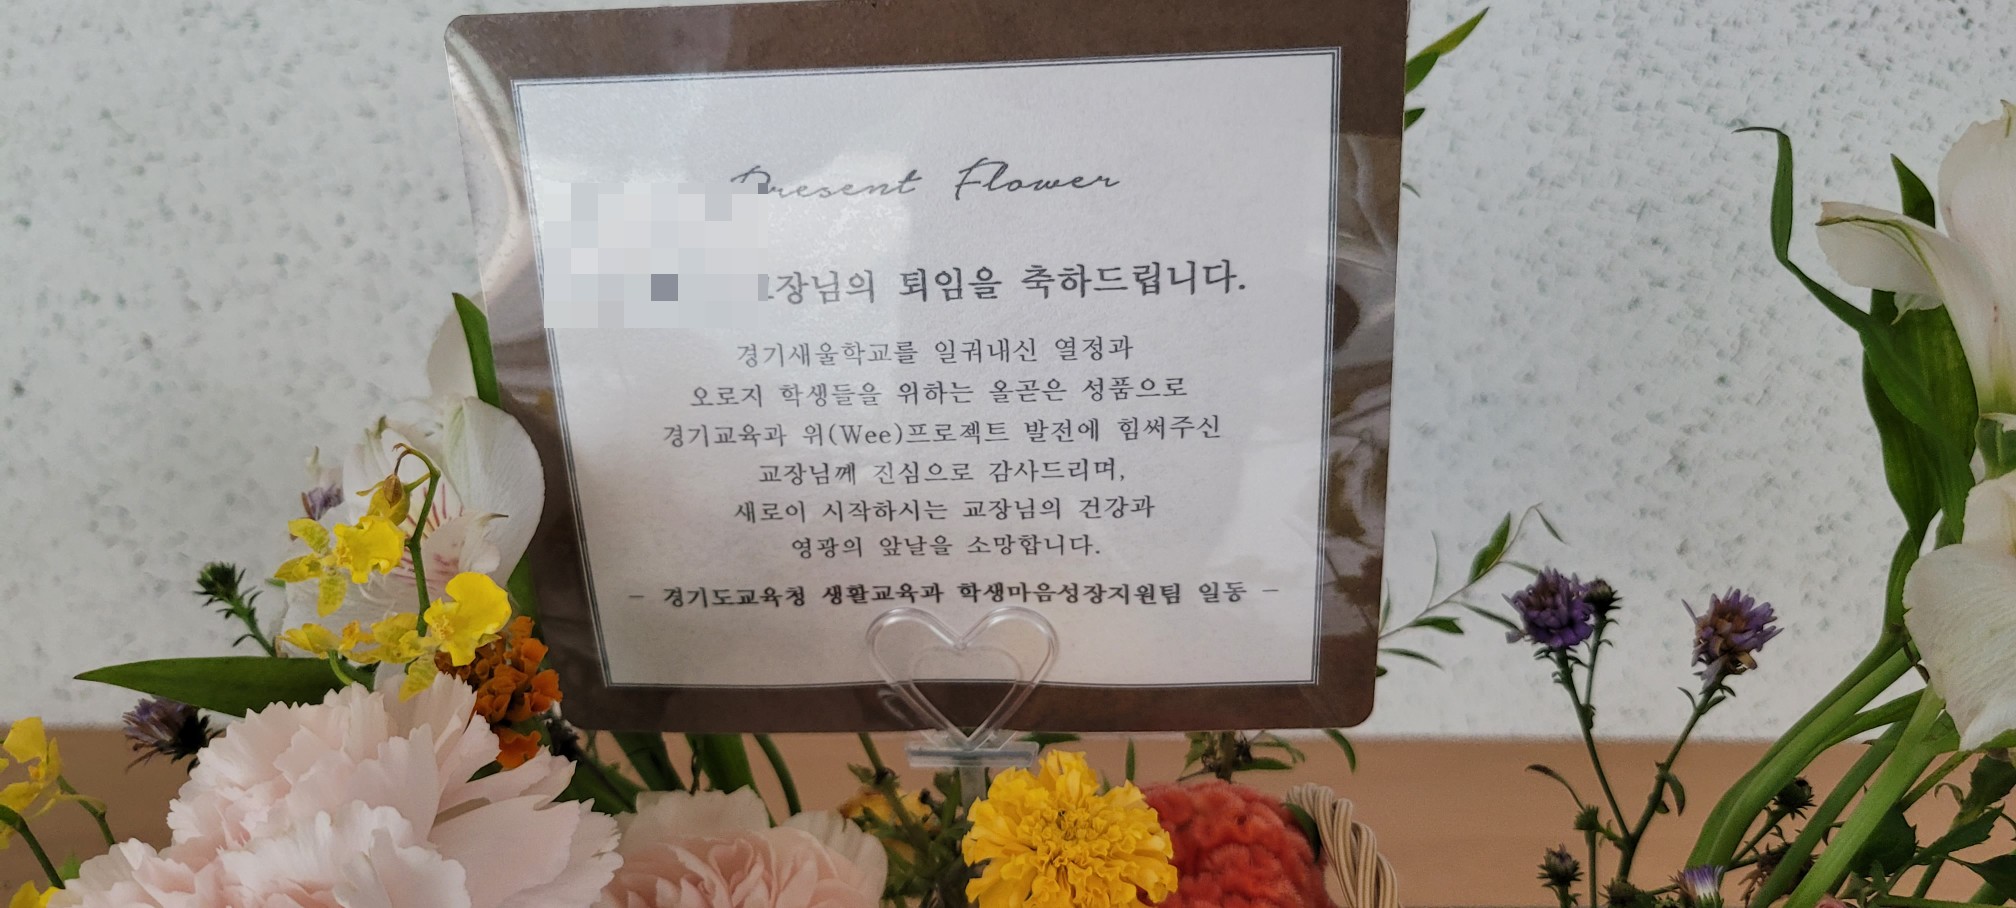 Present Flower
교장님의 퇴임을 축하드립니다.
경기새울학교를 일궈내신 열정과
오로지 학생들을 위하는 올곧은 성품으로
경기교육과 위(Wee)프로젝트 발전에 힘써주신
교장님께 진심으로 감사드리며,
새로이 시작하시는 교장님의 건강과
영광의 앞날을 소망합니다.
- 경기도교육청 생활교육과 학생마음성장지원팀 일동 -